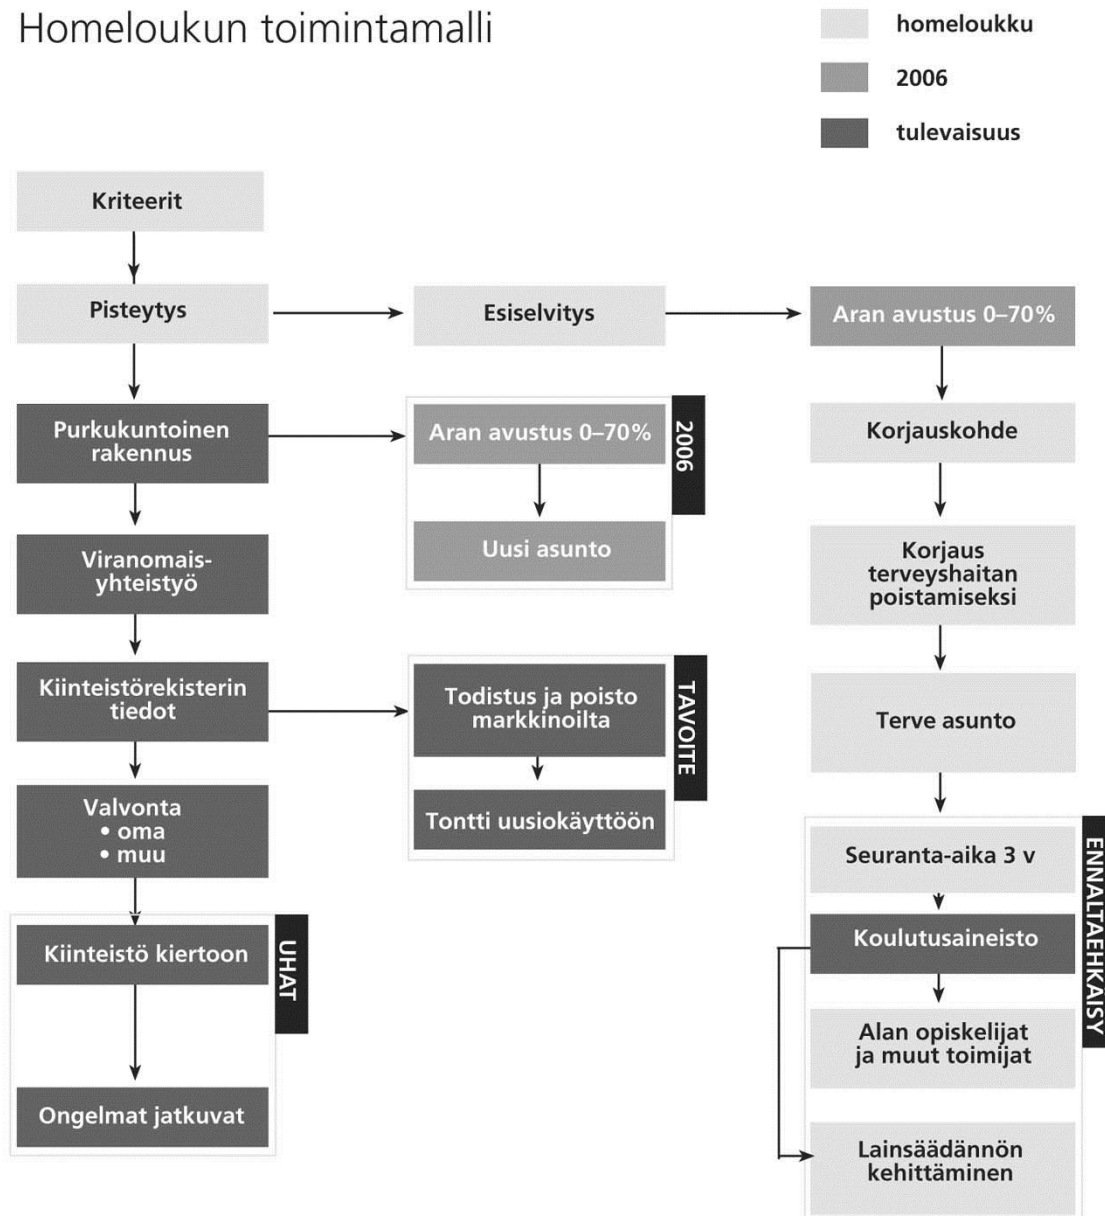 Homeloukun toimintamalli
homeloukku
2006
tulevaisuus
Kriteerit
Pisteytys
Esiselvitys
Aran avustus 0–70%
Purkukuntoinen
rakennus
Aran avustus 0–70%
2006
Uusi asunto
Korjauskohde
Viranomais-
yhteistyö
Korjaus
terveyshaitan
poistamiseksi
Kiinteistörekisterin
tiedot
Todistus ja poisto
markkinoilta
TAVOITE
Tontti uusiokäyttöön
Terve asunto
Valvonta
• oma
• muu
Kiinteistö kiertoon
UHAT
Ongelmat jatkuvat
Seuranta-aika 3 v
ENNALTAEHKAISY
Koulutusaineisto
Alan opiskelijat
ja muut toimijat
Lainsäädännön
kehittäminen